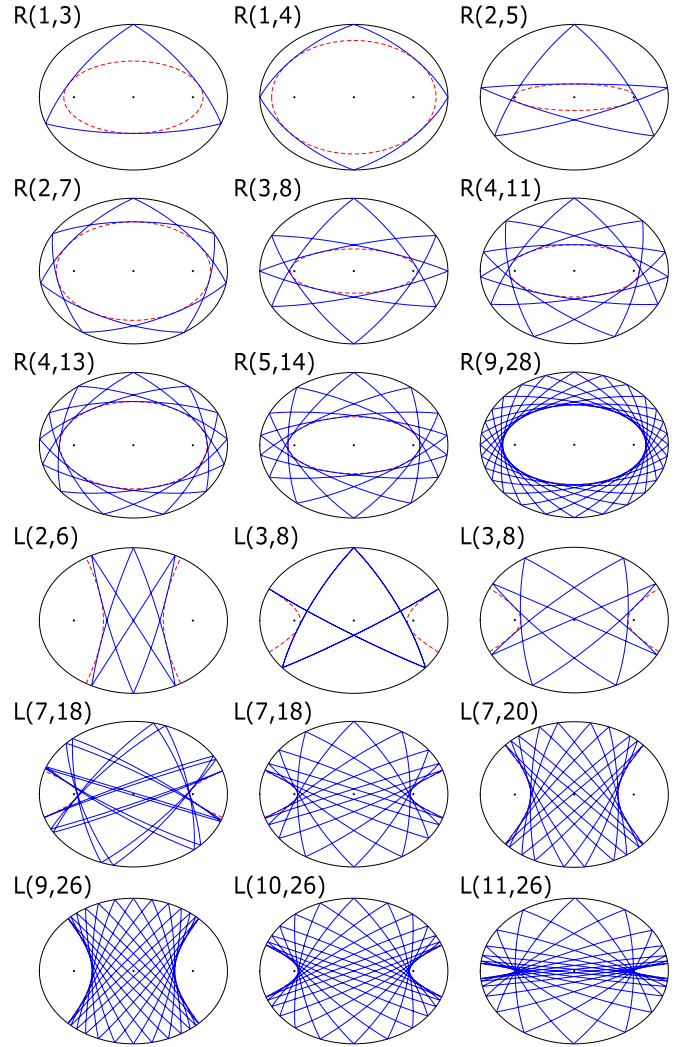 R(1,3) R(1,4) R(2,5)
R(2,7) R(3,8) R(4,11)
R(4,13) R(5,14) R(9,28)
L(2,6) L(3,8) L(3,8)
L(7,18) L(7,18) L(7,20)
L(9,26) L(10,26) L(11,26)